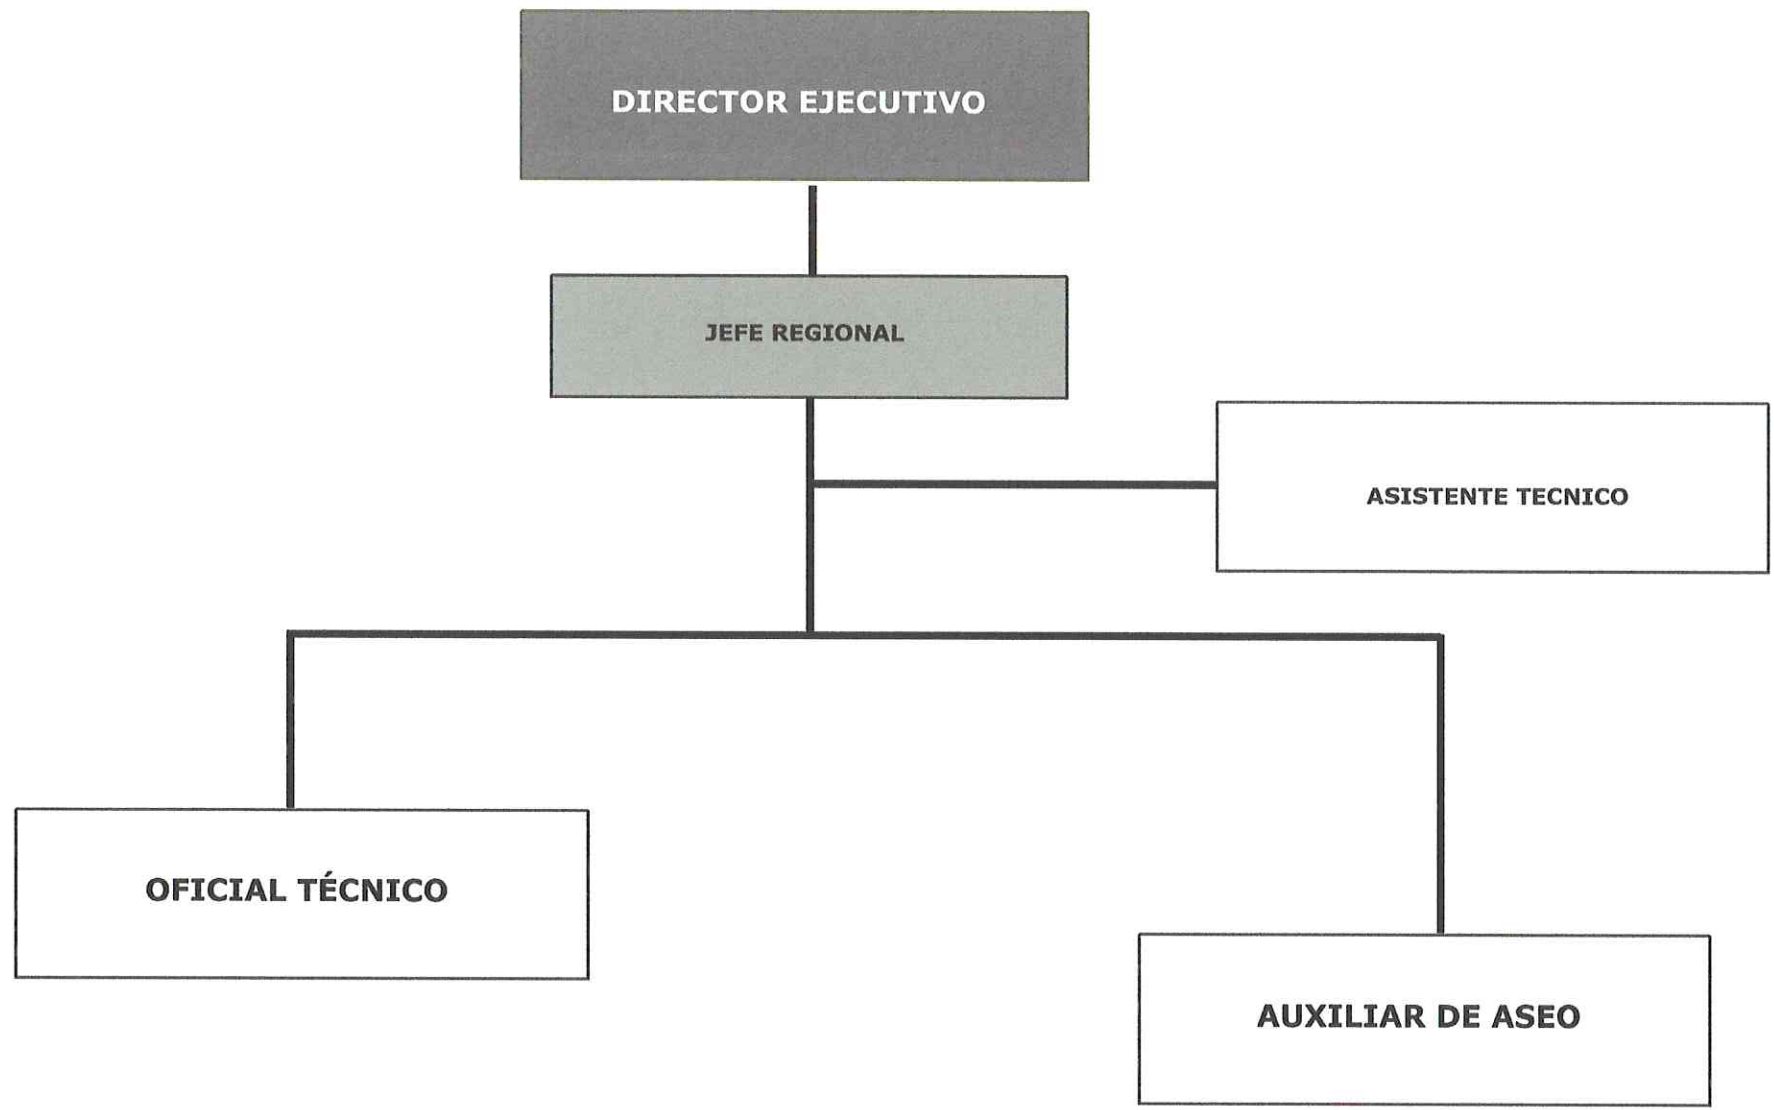 DIRECTOR EJECUTIVO
JEFE REGIONAL
ASISTENTE TECNICO
OFICIAL TÉCNICO
AUXILIAR DE ASEO